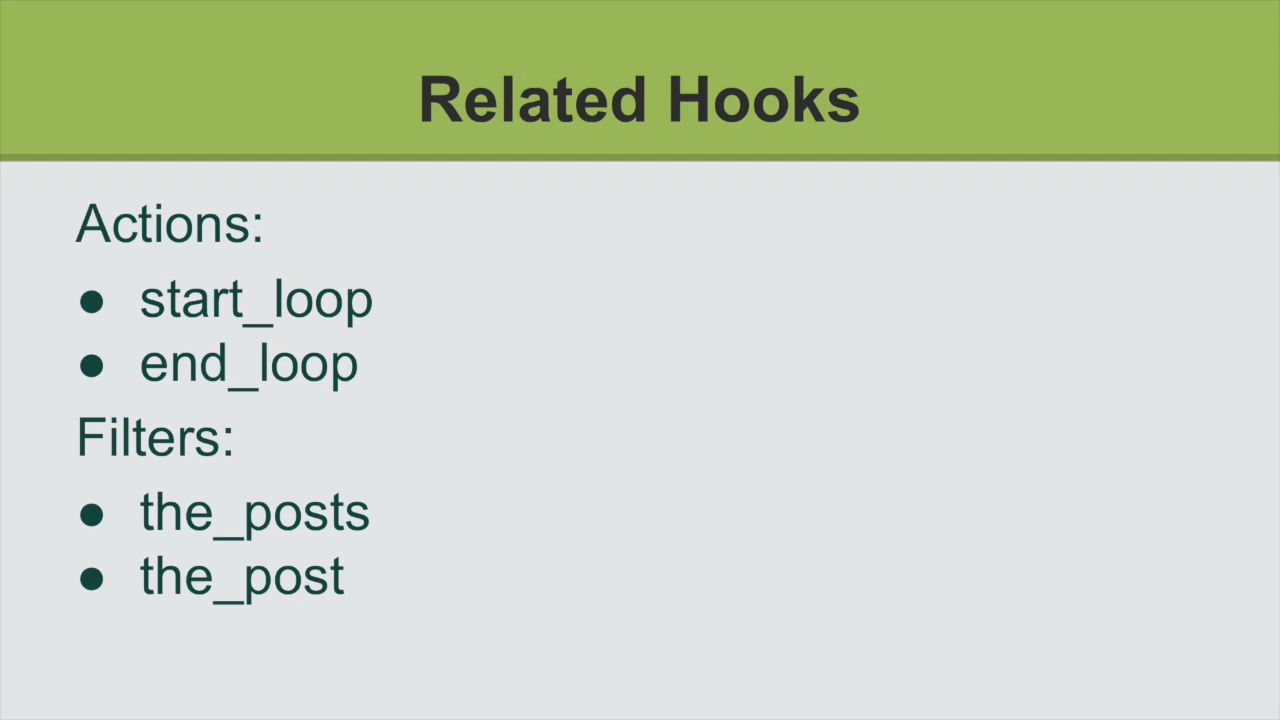 Related Hooks
Actions:
● start_loop
● end_loop
Filters:
● the_posts
● the_post